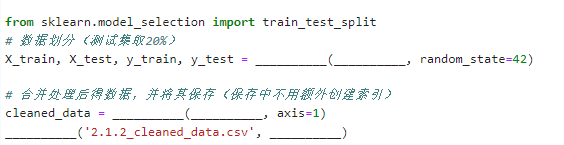 from sklearn.model_selection import train_test_split
# 数据划分（测试集取20%）
X_train, X_test, y_train, y_test = __________(__________, random_state=42)
# 合并处理后得数据，并将其保存（保存中不用额外创建索引）
cleaned_data = __________(__________, axis=1)
__________('2.1.2_cleaned_data.csv', __________)